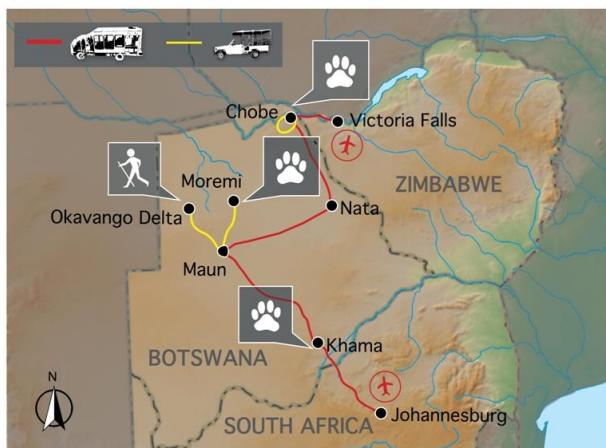 Chobe
Victoria Falls
ZIMBABWE
Moremi
Okavango Delta
Nata
Maun
Khama
BOTSWANA
N
SOUTH AFRICA
Johannesburg